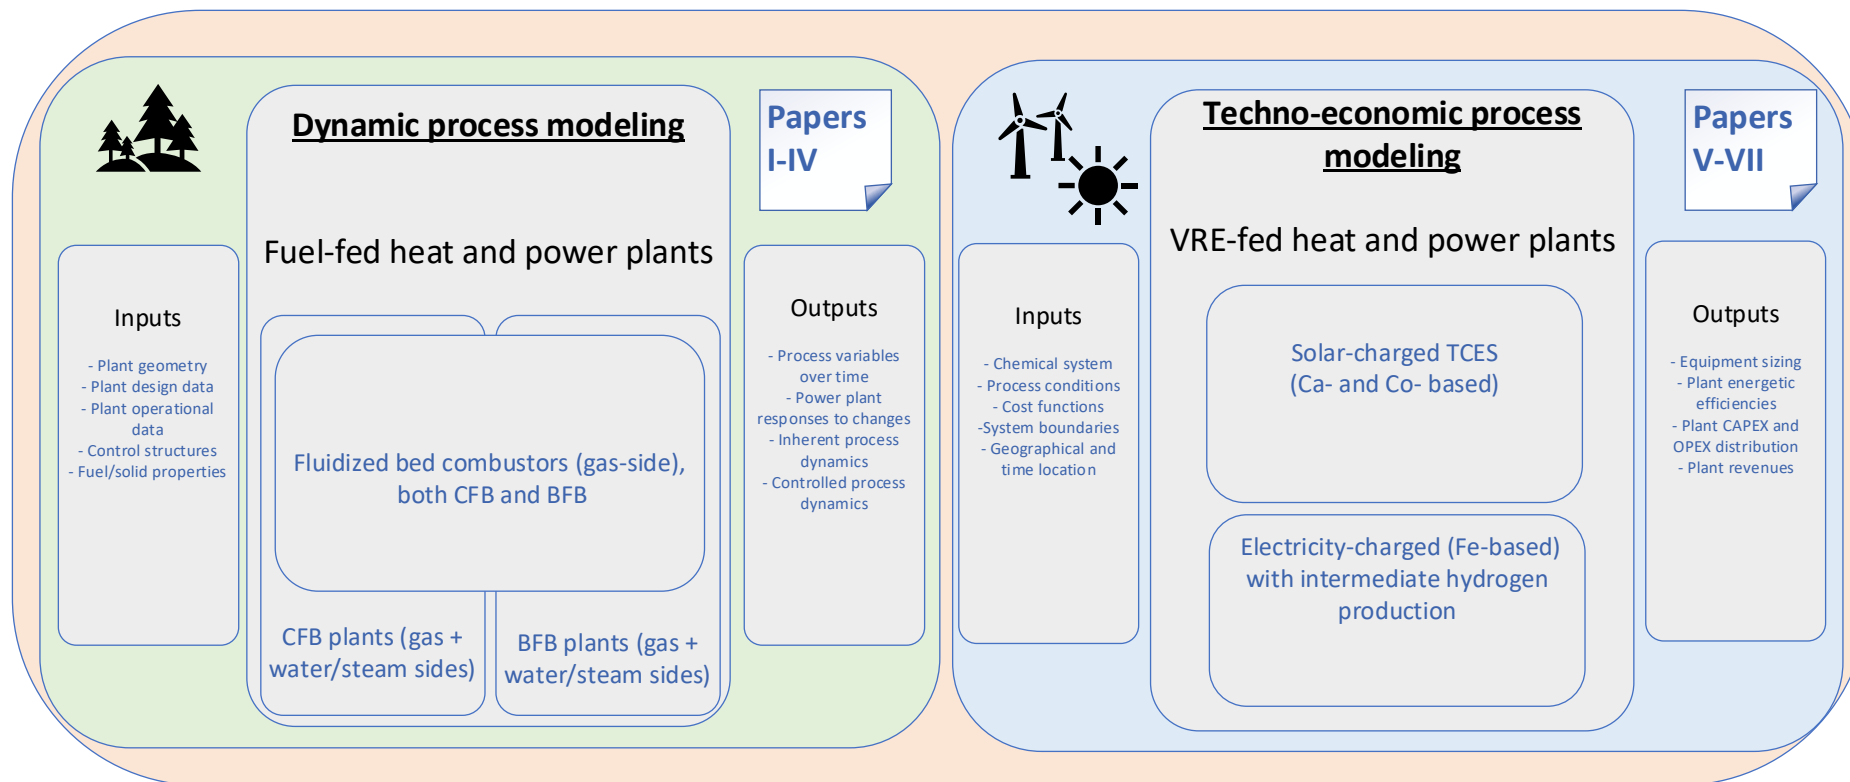 Dynamic process modeling
Papers
I-IV
Fuel-fed heat and power plants
Inputs
- Plant geometry
- Plant design data
- Plant operational
data
- Control structures
- Fuel/solid properties
Fluidized bed combustors (gas-side),
both CFB and BFB
CFB plants (gas +
water/steam sides)
BFB plants (gas +
water/steam sides)
Outputs
- Process variables
over time
- Power plant
responses to changes
- Inherent process
dynamics
- Controlled process
dynamics
Techno-economic process
modeling
Papers
V-VII
VRE-fed heat and power plants
Inputs
- Chemical system
- Process conditions
- Cost functions
-System boundaries
- Geographical and
time location
Solar-charged TCES
(Ca- and Co- based)
Electricity-charged (Fe-based)
with intermediate hydrogen
production
Outputs
- Equipment sizing
- Plant energetic
efficiencies
- Plant CAPEX and
OPEX distribution
- Plant revenues